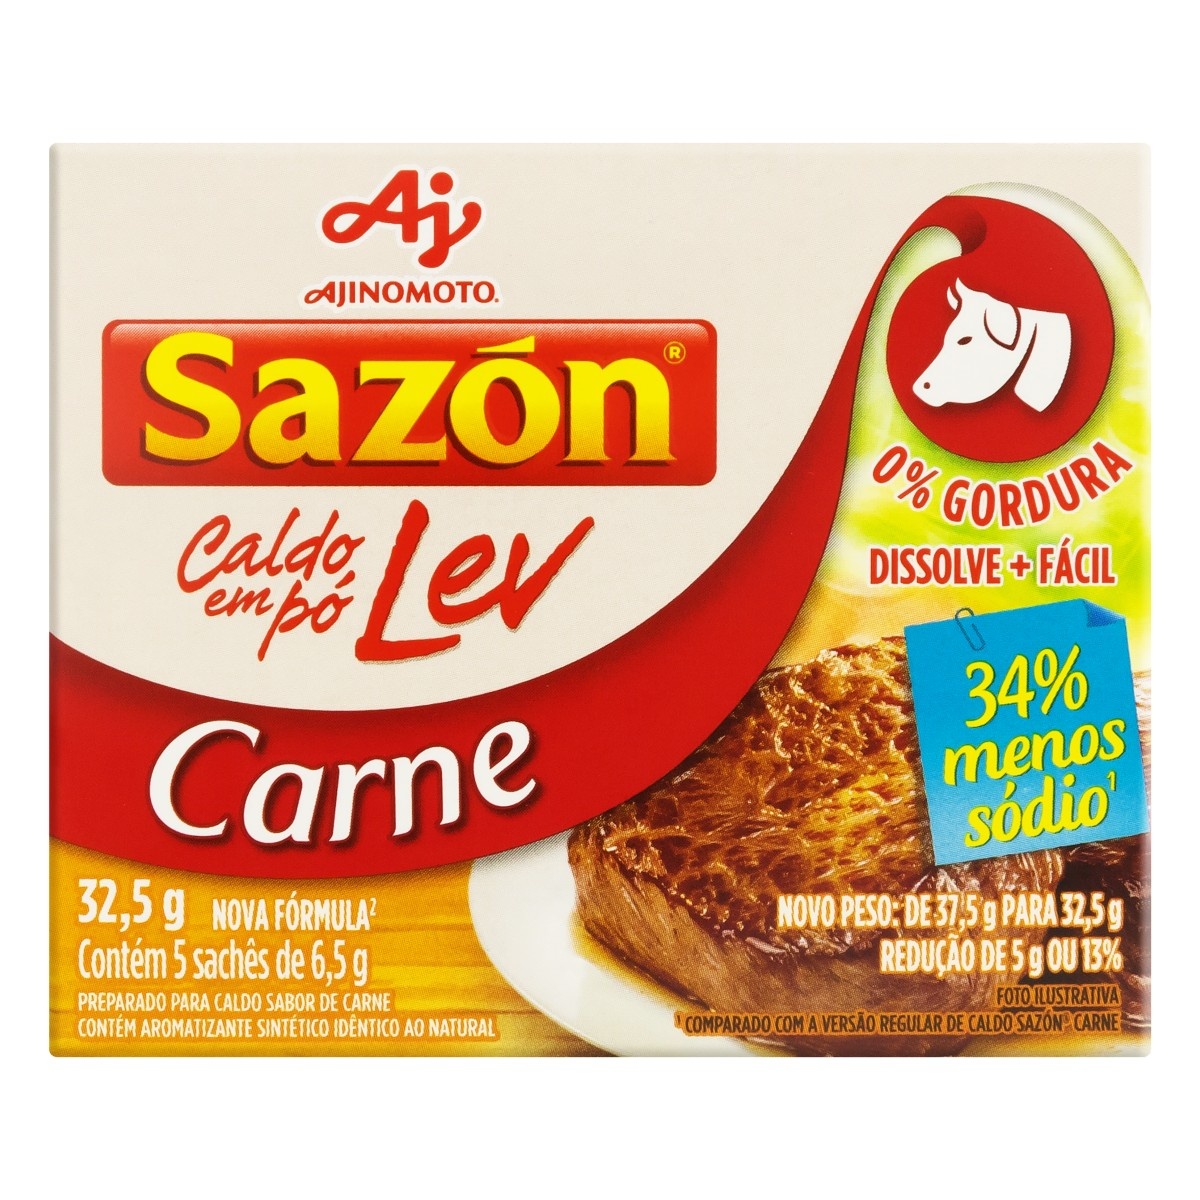 Aj
AJINOMOTO.
Sazón®
Caldo
em pó
Lev
Carne
0% GORDURA
DISSOLVE + FÁCIL
34%
menos
sódio¹
32,5 g NOVA FÓRMULA²
Contém 5 sachês de 6,5 g
PREPARADO PARA CALDO SABOR DE CARNE
CONTÉM AROMATIZANTE SINTÉTICO IDÊNTICO AO NATURAL
NOVO PESO: DE 37,5 g PARA 32,5 g
REDUÇÃO DE 5 g OU 13%
FOTO ILUSTRATIVA
¹ COMPARADO COM A VERSÃO REGULAR DE CALDO SAZÓN® CARNE